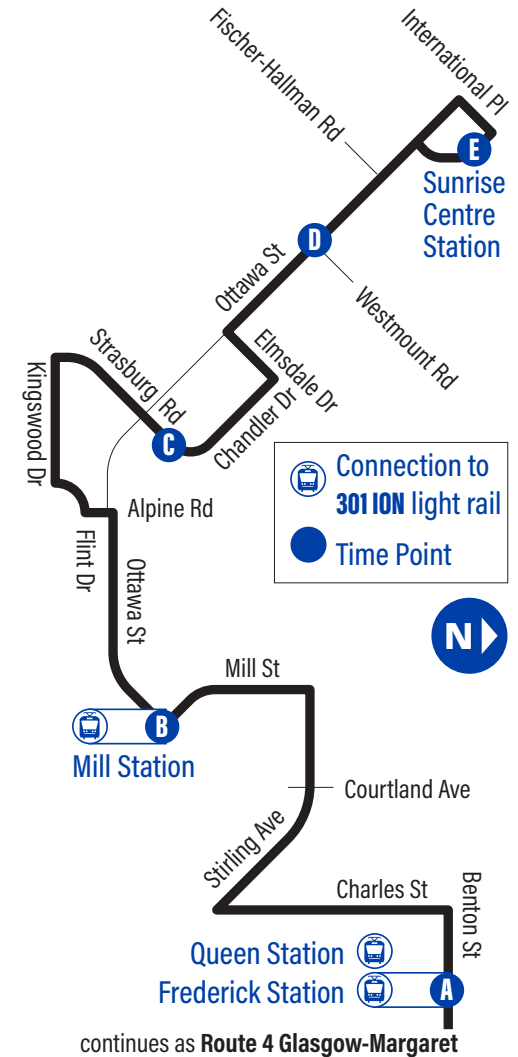 International Pl
Fischer-Hallman Rd
E
Sunrise
Centre
Station
D
Ottawa St
Westmount Rd
Elmsdale Dr
Strasburg Rd
Chandler Dr
Kingswood Dr
C
Connection to
301 ION light rail
Time Point
Alpine Rd
Flint Dr
Ottawa St
N
Mill St
B
Mill Station
Courtland Ave
Stirling Ave
Charles St
Benton St
Queen Station
Frederick Station
A
continues as Route 4 Glasgow-Margaret